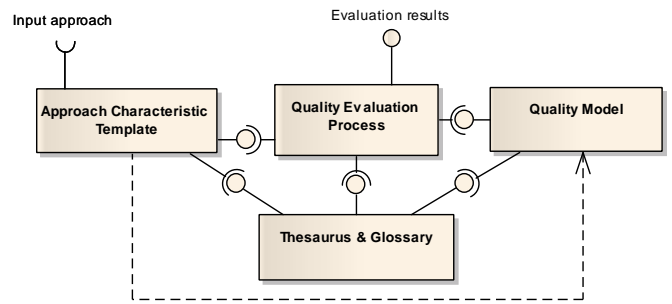 Input approach
Evaluation results
Approach Characteristic
Template
Quality Evaluation
Process
Quality Model
Thesaurus & Glossary